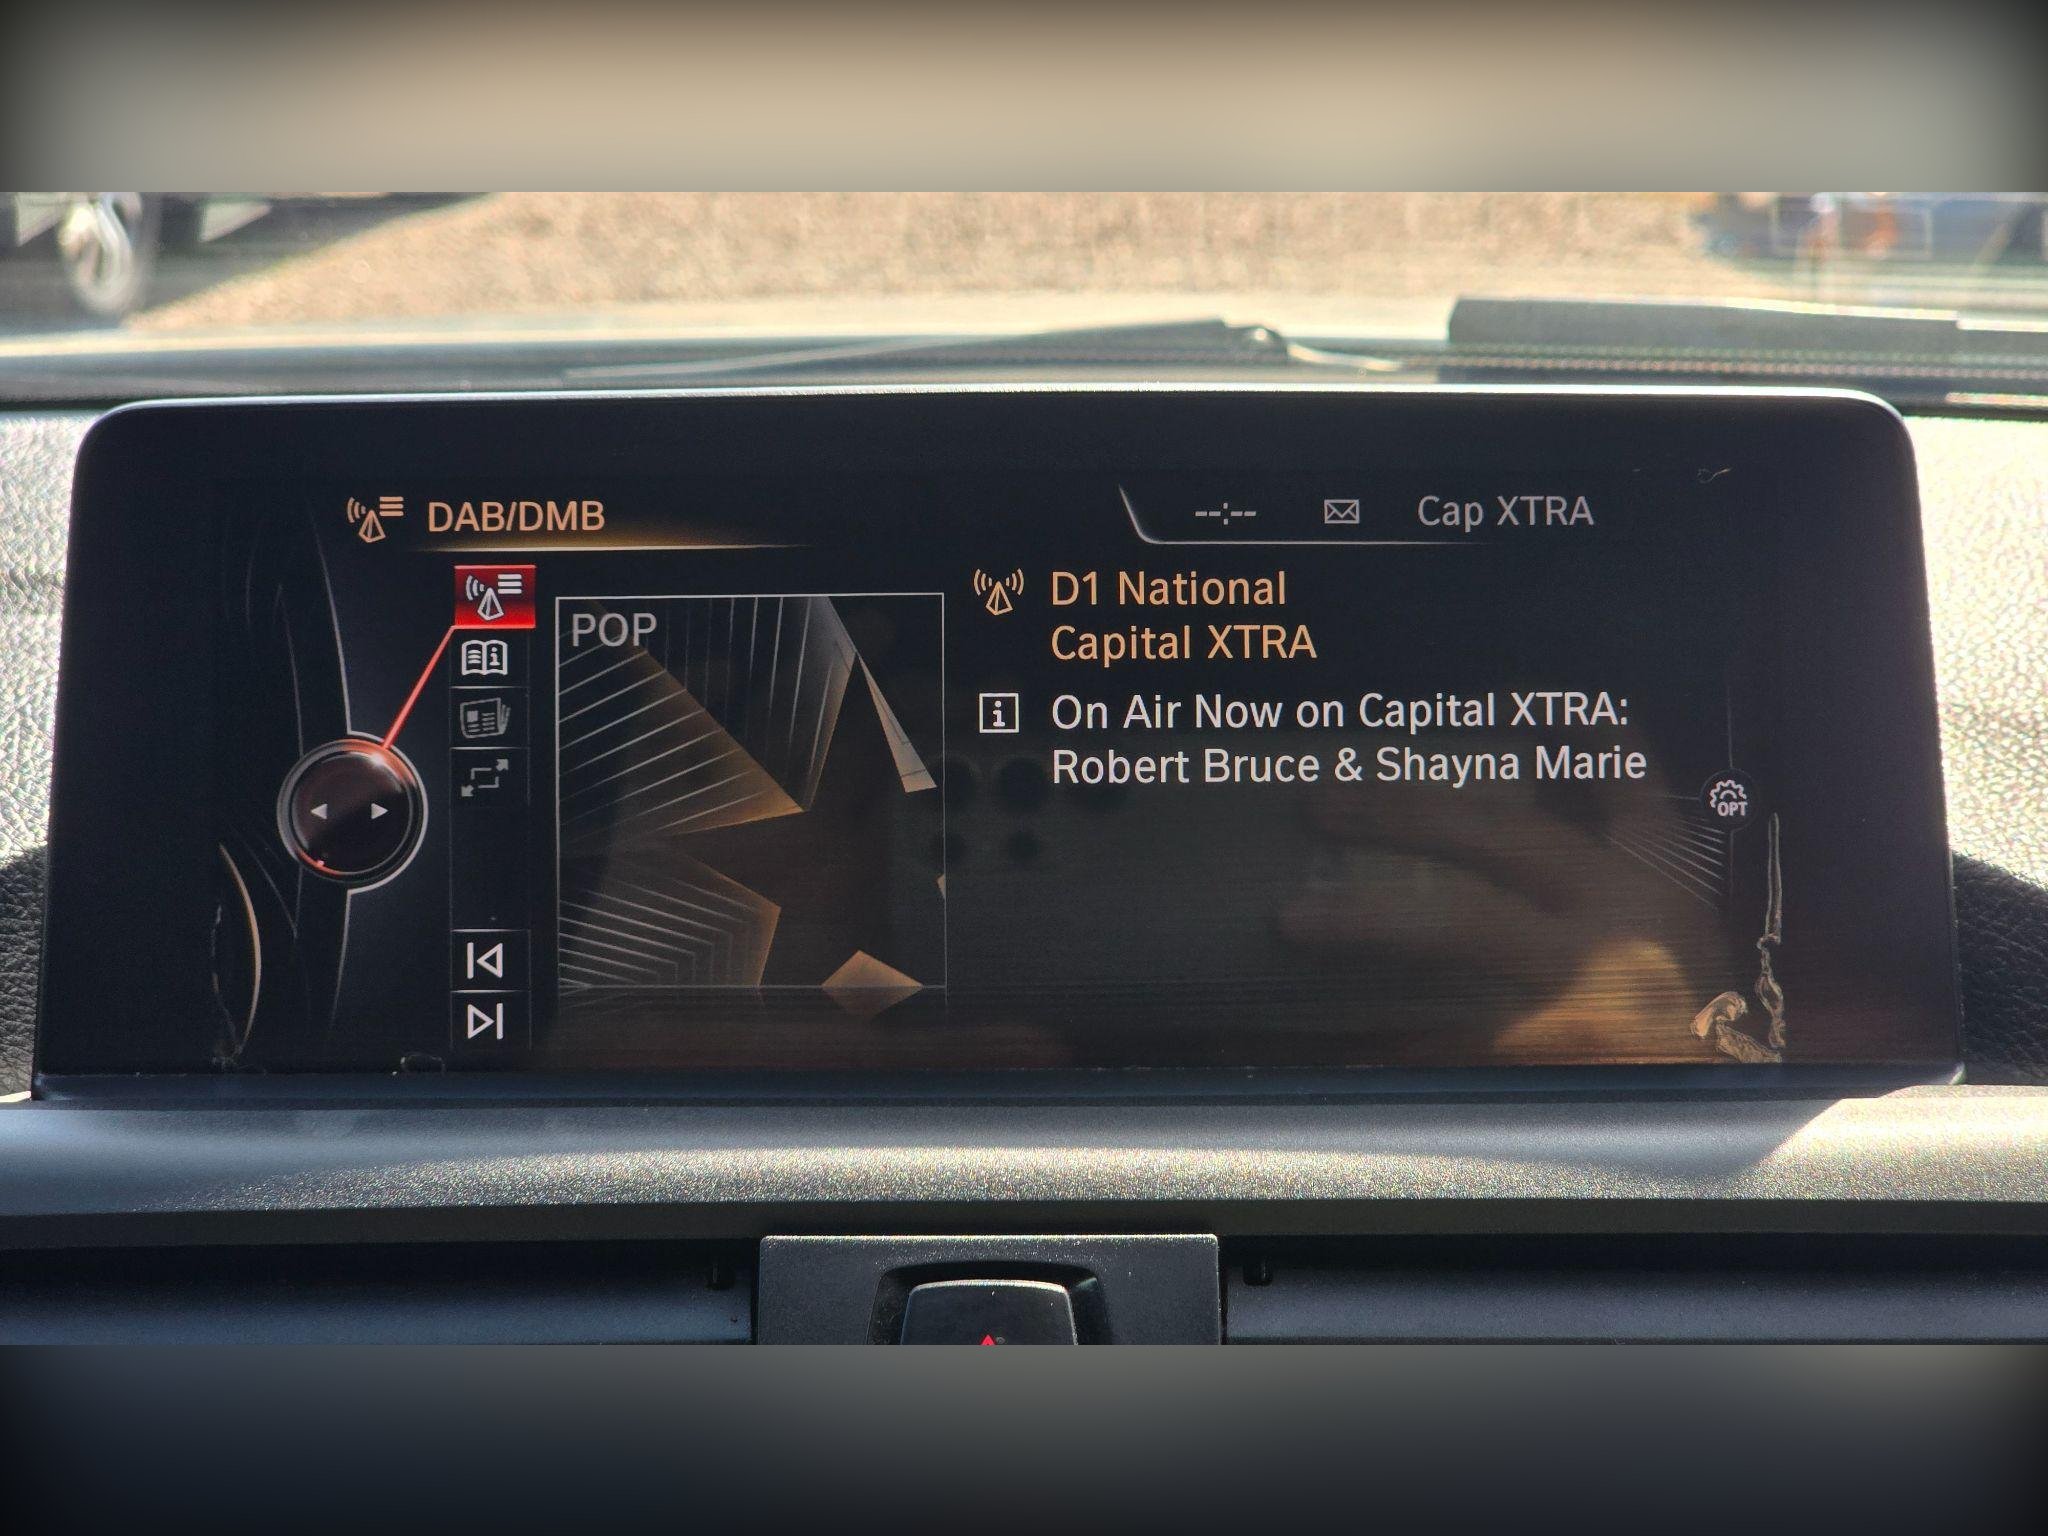 DAB/DMB
--:--
Cap XTRA
POP
D1 National
Capital XTRA
On Air Now on Capital XTRA:
Robert Bruce & Shayna Marie
OPT